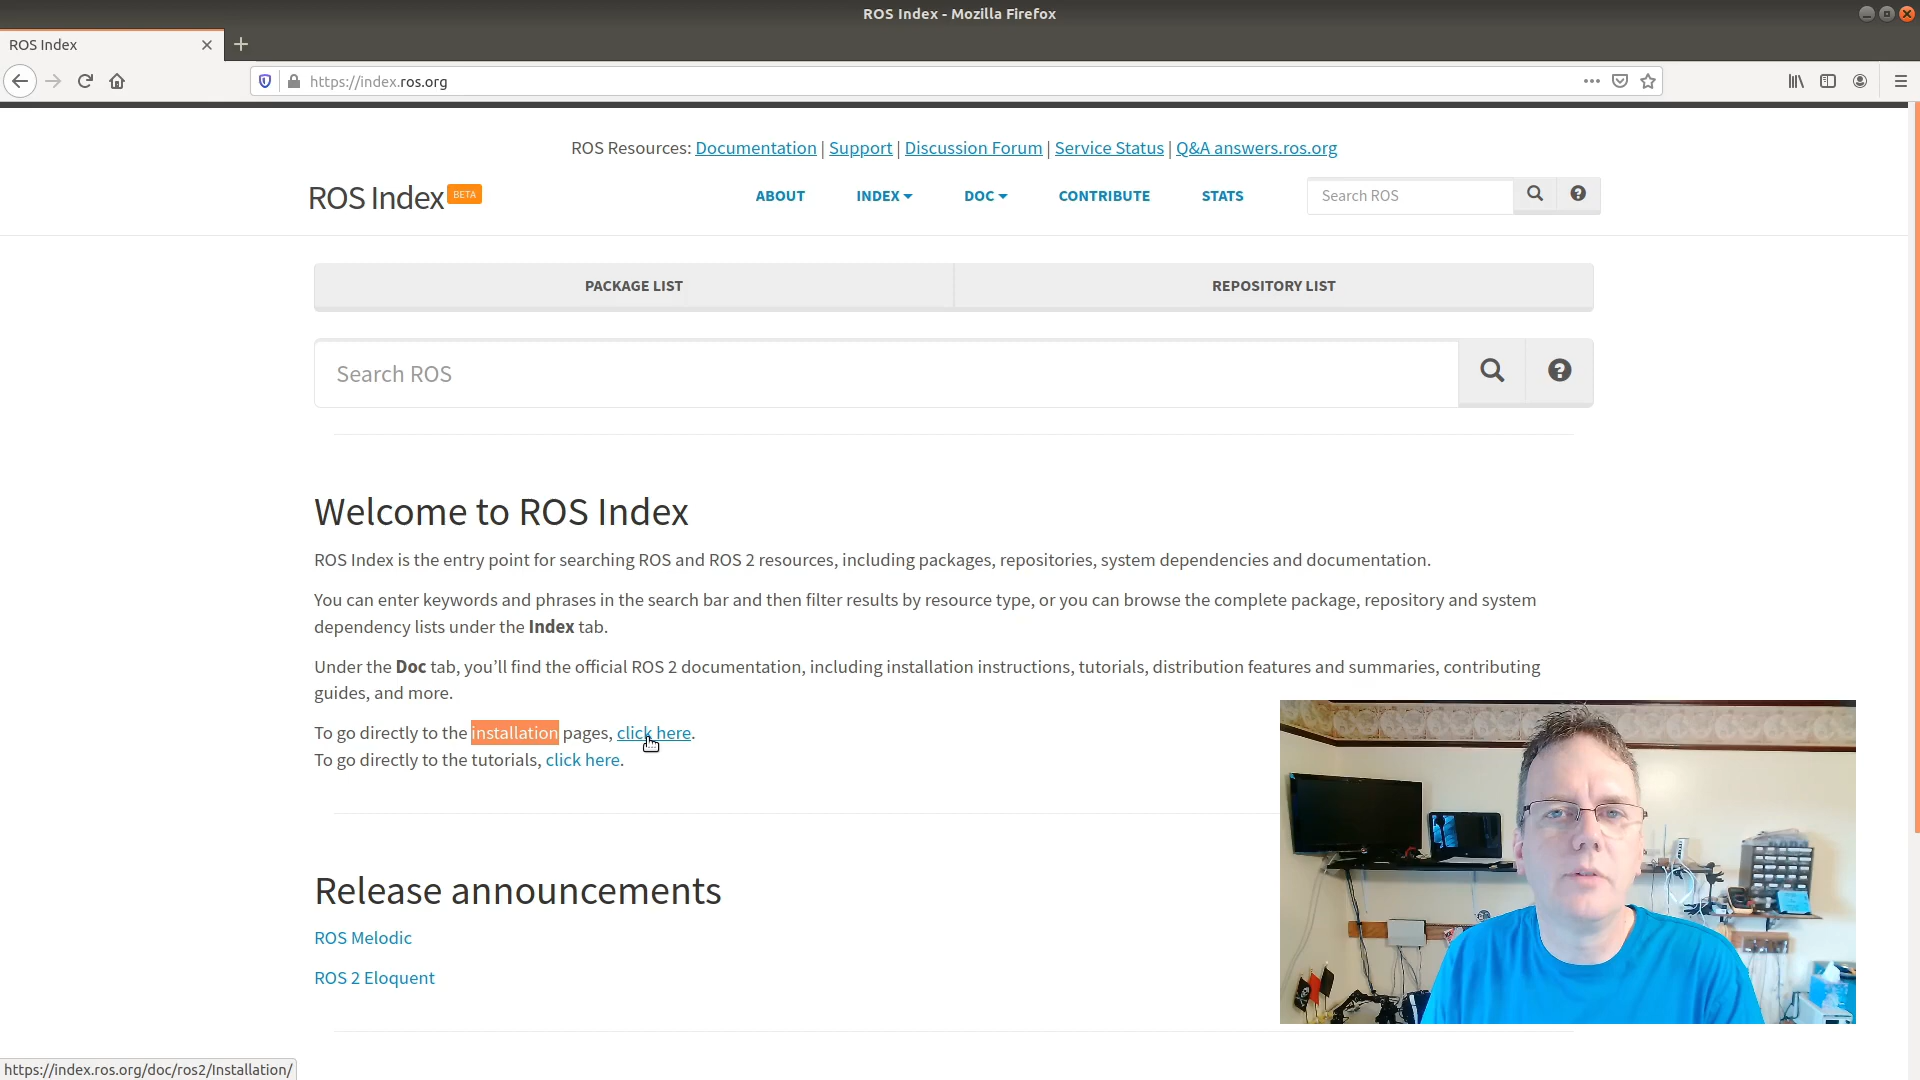 ROS Index - Mozilla Firefox
ROS Index
https://index.ros.org
ROS Resources: Documentation | Support | Discussion Forum | Service Status | Q&A answers.ros.org
ROS Index BETA
ABOUT INDEX DOC CONTRIBUTE STATS
Search ROS
PACKAGE LIST REPOSITORY LIST
Search ROS
Welcome to ROS Index
ROS Index is the entry point for searching ROS and ROS 2 resources, including packages, repositories, system dependencies and documentation.
You can enter keywords and phrases in the search bar and then filter results by resource type, or you can browse the complete package, repository and system
dependency lists under the Index tab.
Under the Doc tab, you’ll find the official ROS 2 documentation, including installation instructions, tutorials, distribution features and summaries, contributing
guides, and more.
To go directly to the installation pages, click here.
To go directly to the tutorials, click here.
Release announcements
ROS Melodic
ROS 2 Eloquent
https://index.ros.org/doc/ros2/Installation/